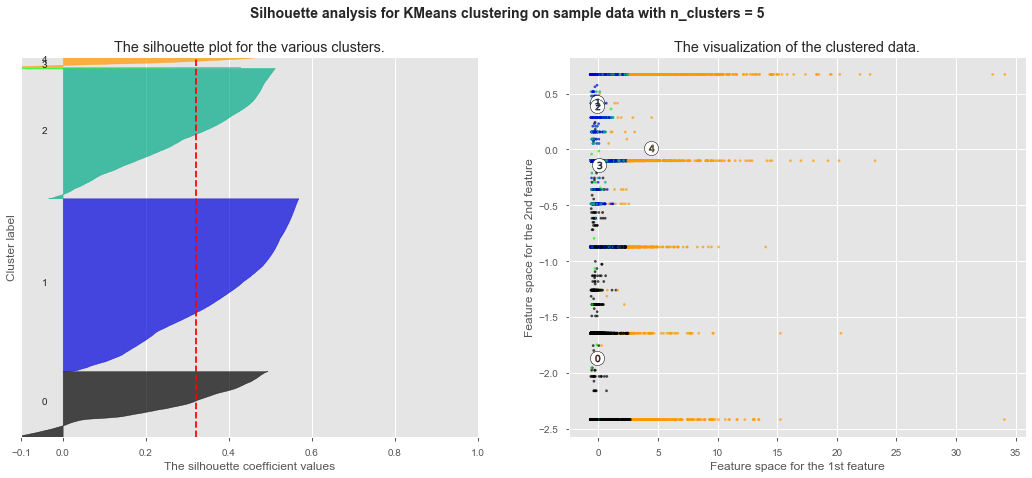 Silhouette analysis for KMeans clustering on sample data with n_clusters = 5
The silhouette plot for the various clusters.
4
3
2
1
0
Cluster label
−0.1 0.0 0.2 0.4 0.6 0.8 1.0
The silhouette coefficient values
The visualization of the clustered data.
0.5
0.0
−0.5
−1.0
−1.5
−2.0
−2.5
Feature space for the 2nd feature
2
4
3
0
0 5 10 15 20 25 30 35
Feature space for the 1st feature